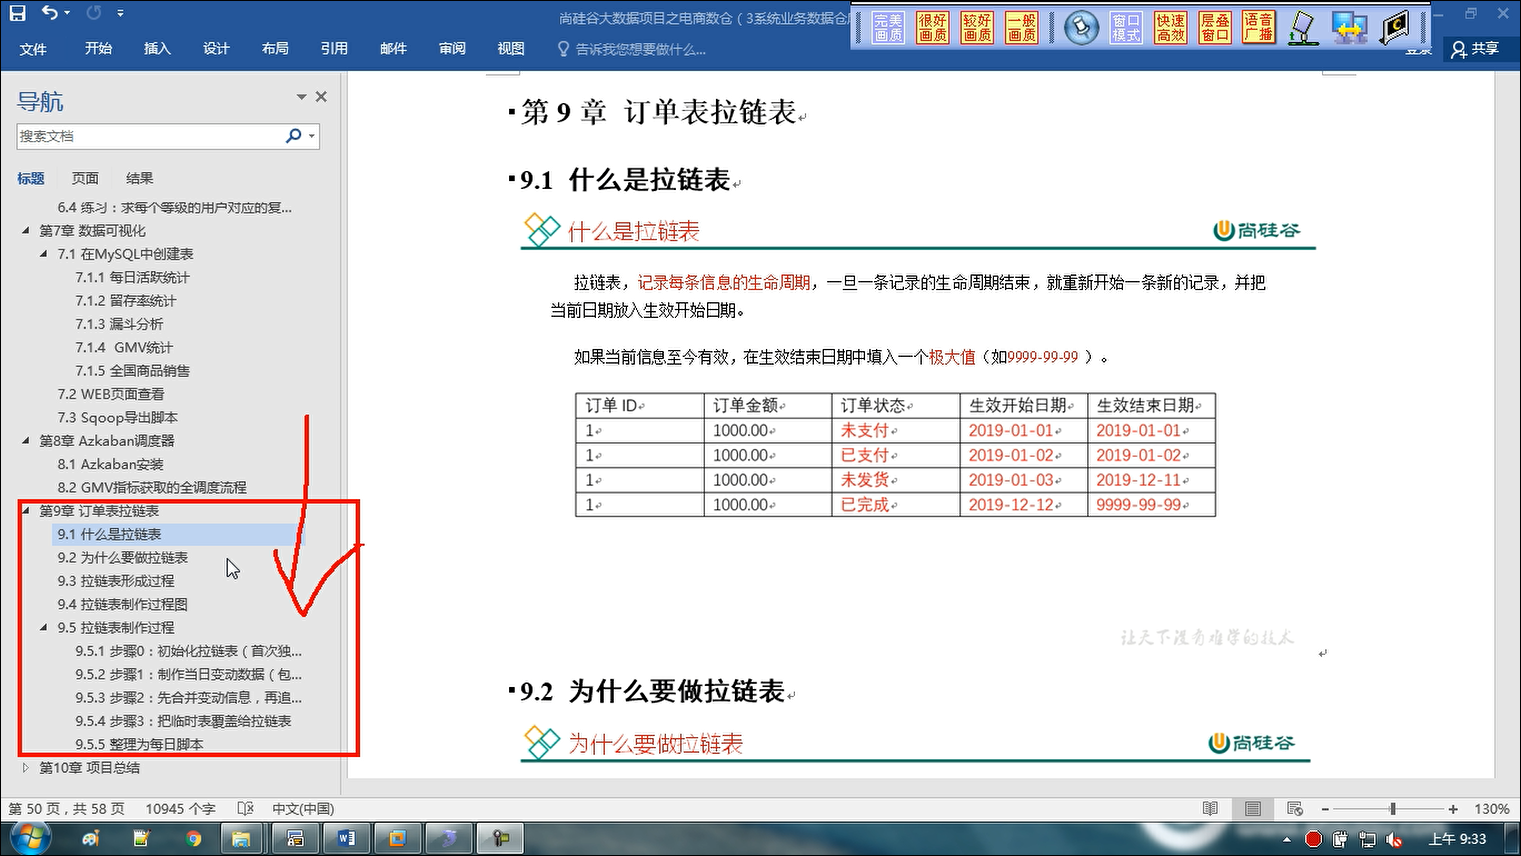 尚硅谷大数据项目之电商数仓（3系统业务数据仓
完美画质
很好画质
较好画质
一般画质
窗口模式
快速高效
层叠窗口
语音广播
文件 开始 插入 设计 布局 引用 邮件 审阅 视图 告诉我您想要做什么...
登录 共享
导航
搜索文档
标题 页面 结果
6.4 练习：求每个等级的用户对应的复...
第7章 数据可视化
7.1 在MySQL中创建表
7.1.1 每日活跃统计
7.1.2 留存率统计
7.1.3 漏斗分析
7.1.4 GMV统计
7.1.5 全国商品销售
7.2 WEB页面查看
7.3 Sqoop导出脚本
第8章 Azkaban调度器
8.1 Azkaban安装
8.2 GMV指标获取的全调度流程
第9章 订单表拉链表
9.1 什么是拉链表
9.2 为什么要做拉链表
9.3 拉链表形成过程
9.4 拉链表制作过程图
9.5 拉链表制作过程
9.5.1 步骤0：初始化拉链表（首次独...
9.5.2 步骤1：制作当日变动数据（包...
9.5.3 步骤2：先合并变动信息，再追...
9.5.4 步骤3：把临时表覆盖给拉链表
9.5.5 整理为每日脚本
第10章 项目总结
第 9 章 订单表拉链表
9.1 什么是拉链表
什么是拉链表
尚硅谷
拉链表，记录每条信息的生命周期，一旦一条记录的生命周期结束，就重新开始一条新的记录，并把
当前日期放入生效开始日期。
如果当前信息至今有效，在生效结束日期中填入一个极大值（如9999-99-99 ）。
订单 ID 订单金额 订单状态 生效开始日期 生效结束日期
1 1000.00 未支付 2019-01-01 2019-01-01
1 1000.00 已支付 2019-01-02 2019-01-02
1 1000.00 未发货 2019-01-03 2019-12-11
1 1000.00 已完成 2019-12-12 9999-99-99
让天下没有难学的技术
9.2 为什么要做拉链表
为什么要做拉链表
尚硅谷
第 50 页，共 58 页 10945 个字 中文(中国)
130%
上午 9:33